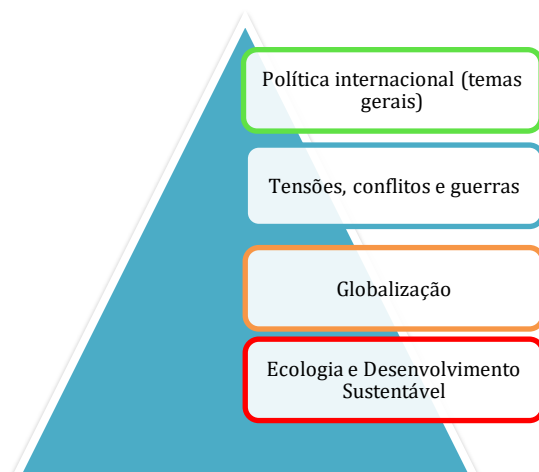 Política internacional (temas
gerais)
Tensões, conflitos e guerras
Globalização
Ecologia e Desenvolvimento
Sustentável